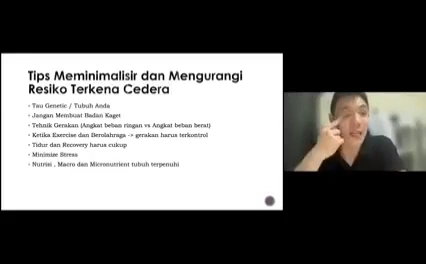 Tips Meminimalisir dan Mengurangi
Resiko Terkena Cedera
Tau Genetic / Tubuh Anda
Jangan Membuat Badan Kaget
Tehnik Gerakan (Angkat beban ringan vs Angkat beban berat)
Ketika Exercise dan Berolahraga -> gerakan harus terkontrol
Tidur dan Recovery harus cukup
Minimize Stress
Nutrisi , Macro dan Micronutrient tubuh terpenuhi